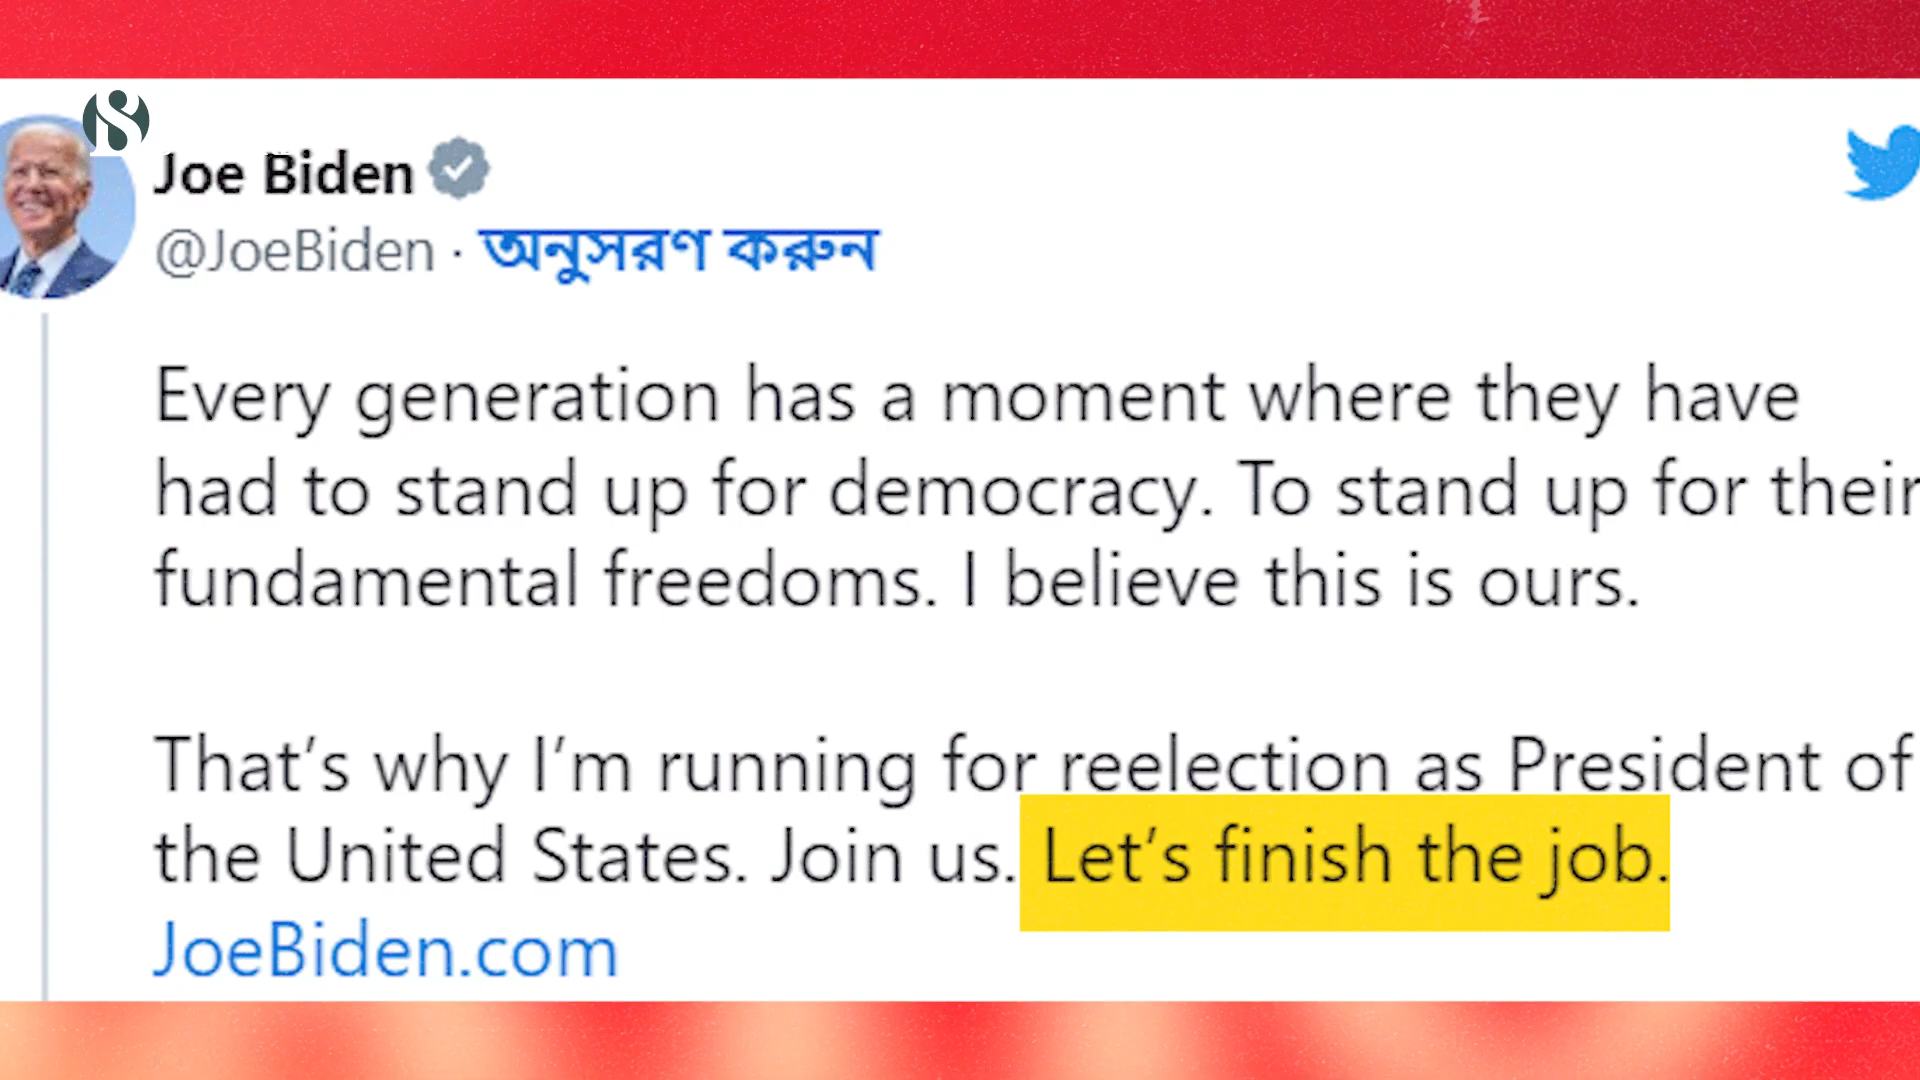 Joe Biden
@JoeBiden · অনুসরণ করুন
Every generation has a moment where they have
had to stand up for democracy. To stand up for their
fundamental freedoms. I believe this is ours.
That’s why I’m running for reelection as President of
the United States. Join us. Let’s finish the job.
JoeBiden.com